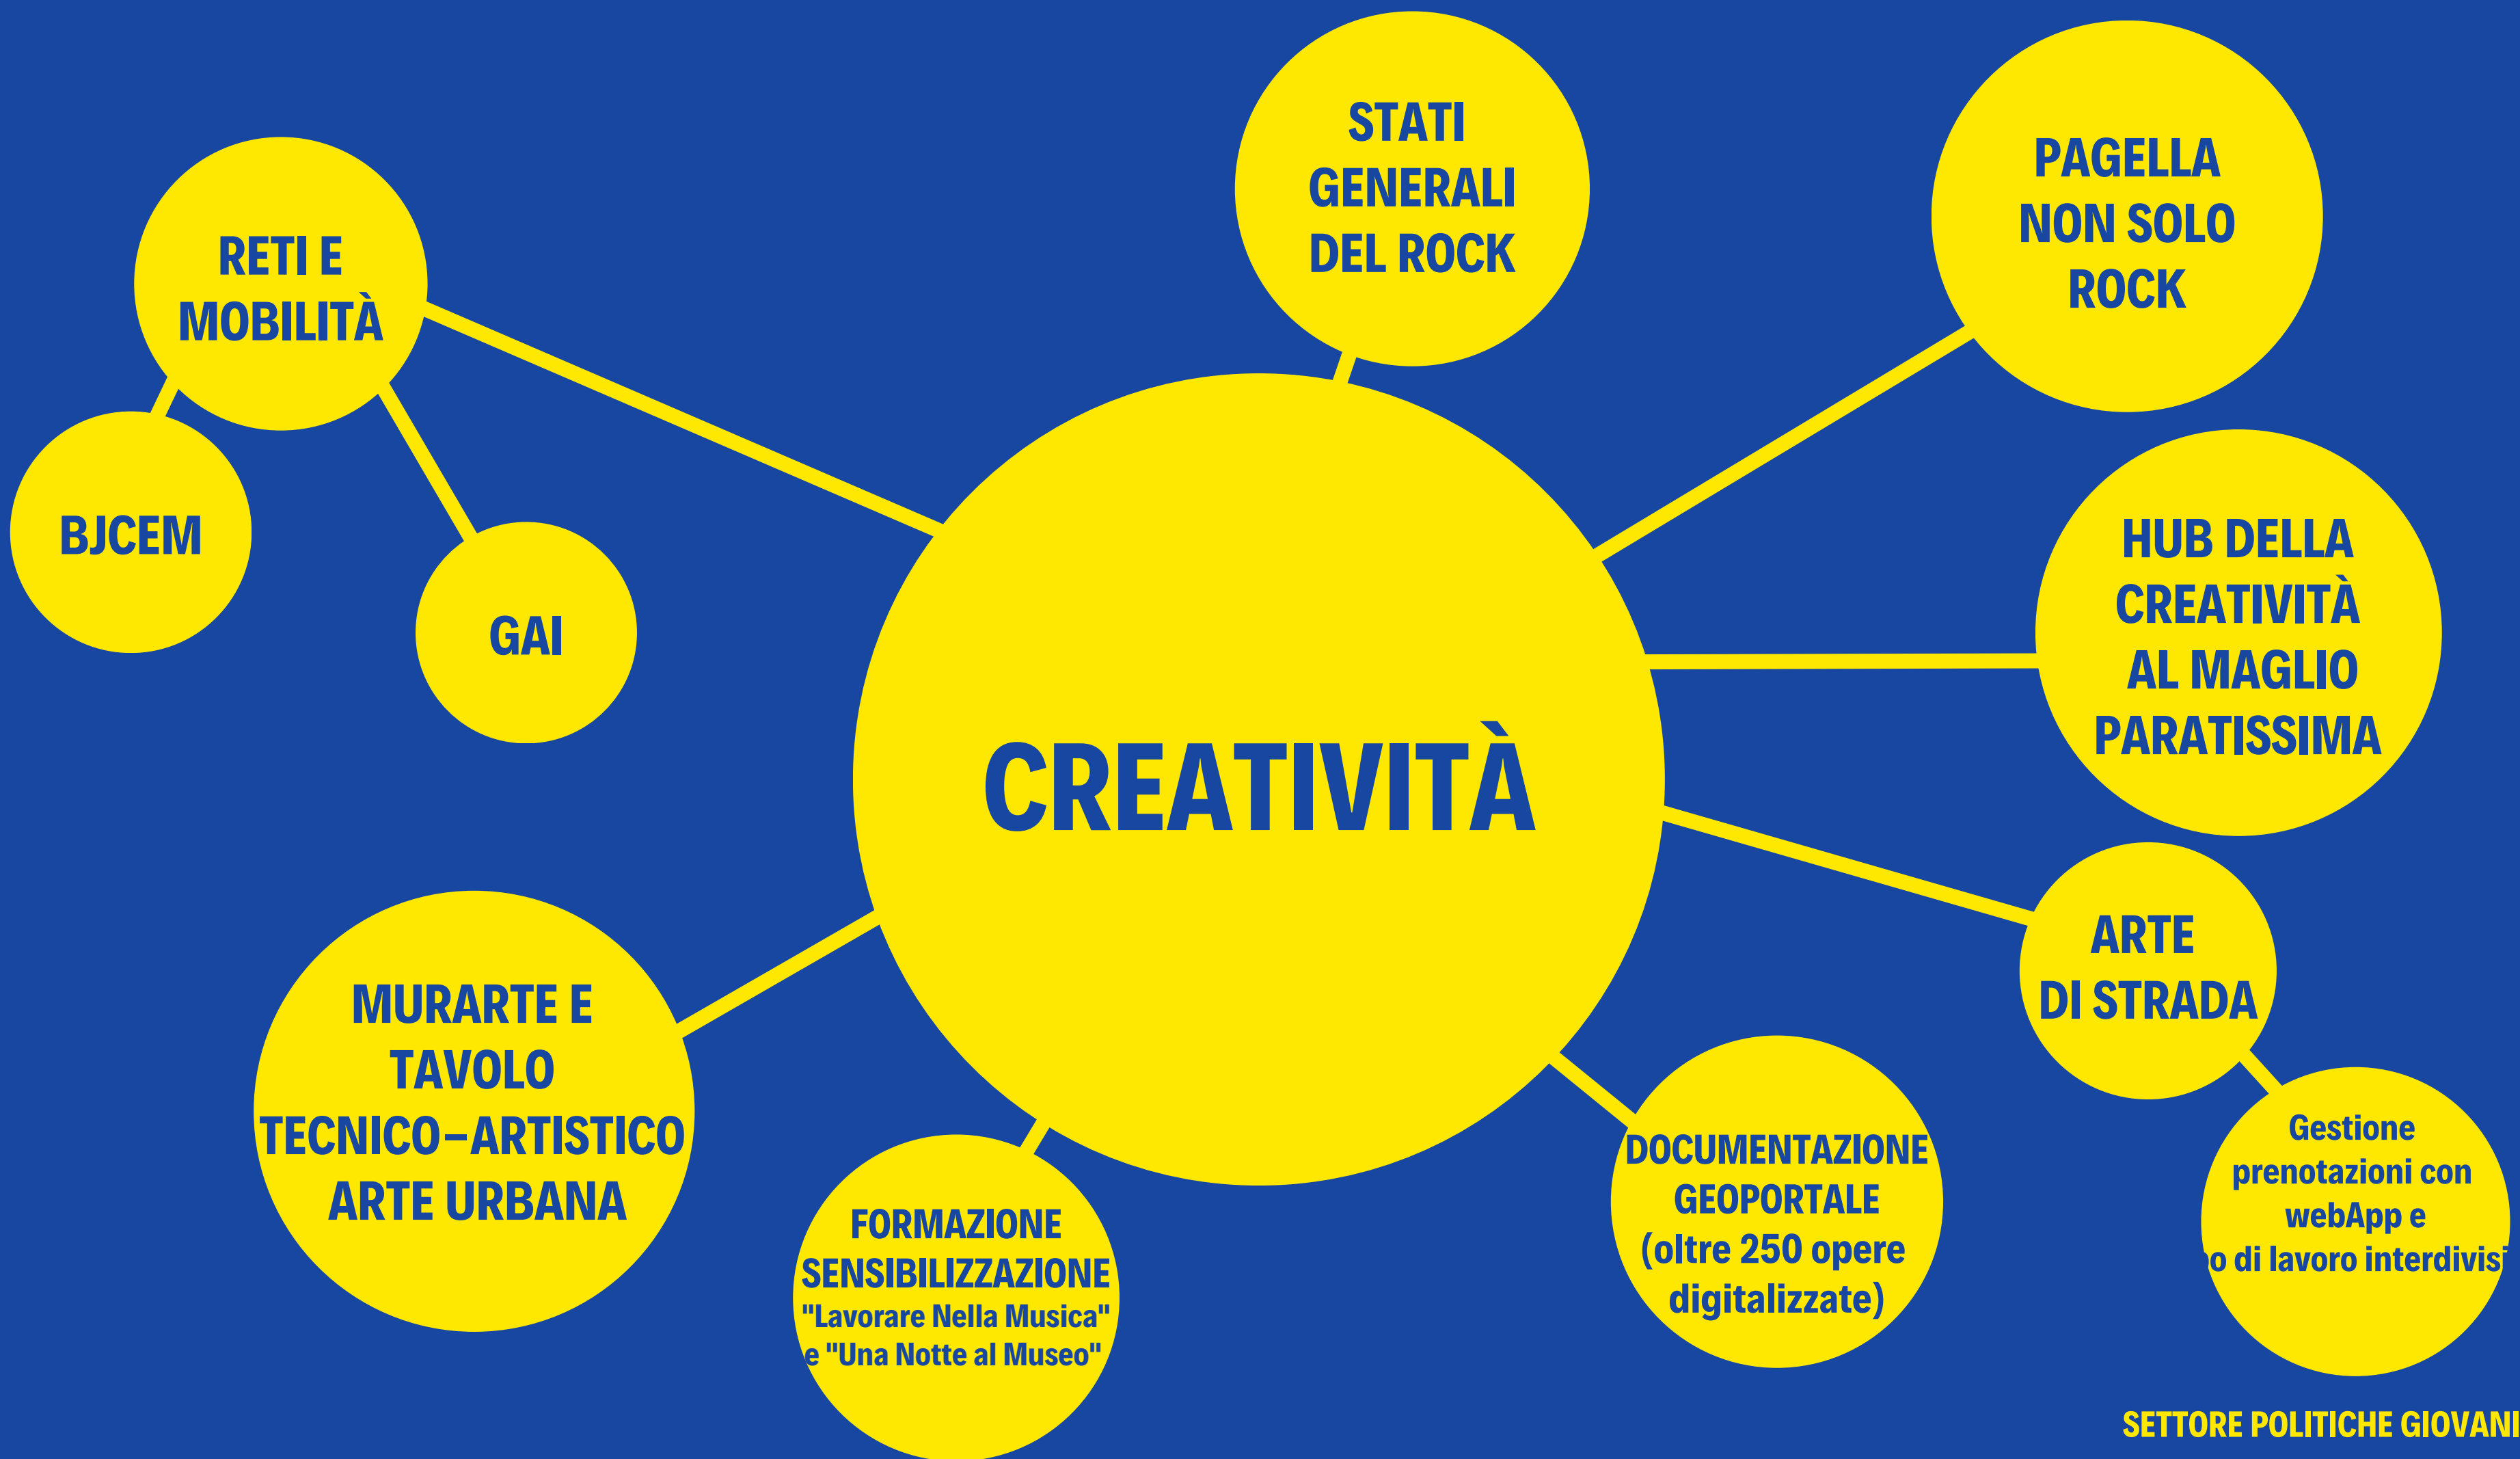 STATI
GENERALI
DEL ROCK
PAGELLA
NON SOLO
ROCK
RETI E
MOBILITÀ
BJCEM
GAI
HUB DELLA
CREATIVITÀ
AL MAGLIO
PARATISSIMA
CREATIVITÀ
ARTE
DI STRADA
MURARTE E
TAVOLO
TECNICO–ARTISTICO
ARTE URBANA
FORMAZIONE
SENSIBILIZZAZIONE
"Lavorare Nella Musica"
e "Una Notte al Museo"
DOCUMENTAZIONE
GEOPORTALE
(oltre 250 opere
digitalizzate)
Gestione
prenotazioni con
webApp e
di lavoro
SETTORE POLITICHE GIOVANI